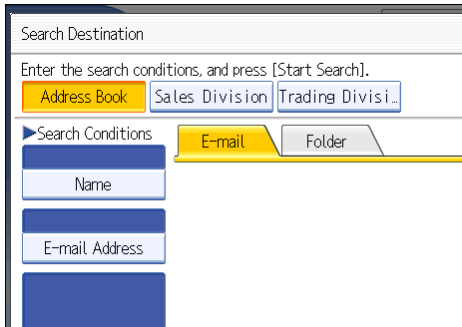 Search Destination
Enter the search conditions, and press [Start Search].
Address Book Sales Division Trading Divisi…
▶Search Conditions E-mail Folder
Name
E-mail Address